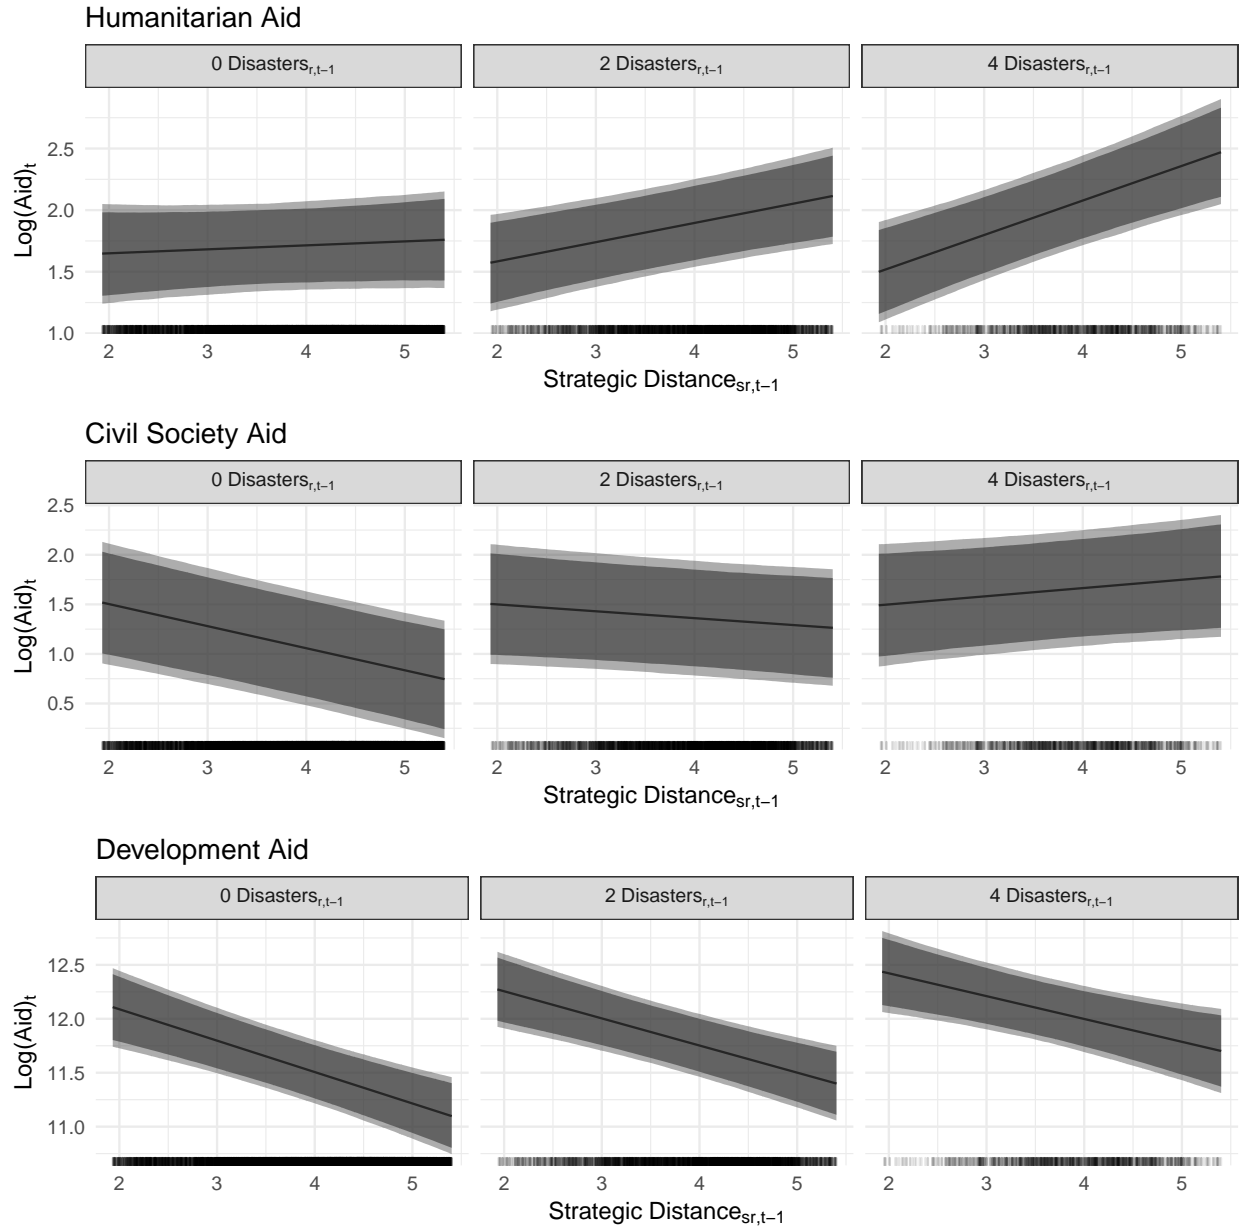 Humanitarian Aid
0 Disasters r,t−1 2 Disasters r,t−1 4 Disasters r,t−1
Log(Aid)t
2.5
2.0
1.5
1.0
2 3 4 5 2 3 4 5 2 3 4 5
Strategic Distance sr,t−1
Civil Society Aid
0 Disasters r,t−1 2 Disasters r,t−1 4 Disasters r,t−1
Log(Aid)t
2.5
2.0
1.5
1.0
0.5
2 3 4 5 2 3 4 5 2 3 4 5
Strategic Distance sr,t−1
Development Aid
0 Disasters r,t−1 2 Disasters r,t−1 4 Disasters r,t−1
Log(Aid)t
12.5
12.0
11.5
11.0
2 3 4 5 2 3 4 5 2 3 4 5
Strategic Distance sr,t−1